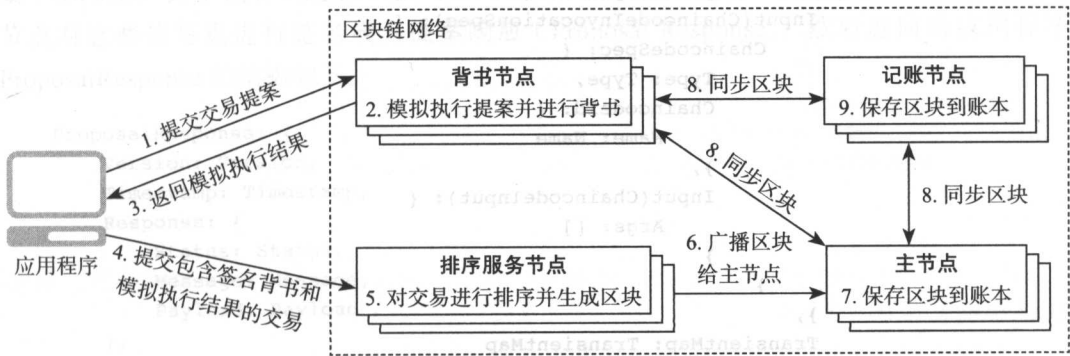 区块链网络
背书节点
2. 模拟执行提案并进行背书
8. 同步区块
记账节点
9. 保存区块到账本
1. 提交交易提案
3. 返回模拟执行结果
8. 同步区块
8. 同步区块
应用程序
4. 提交包含签名背书和
模拟执行结果的交易
排序服务节点
5. 对交易进行排序并生成区块
6. 广播区块
给主节点
主节点
7. 保存区块到账本